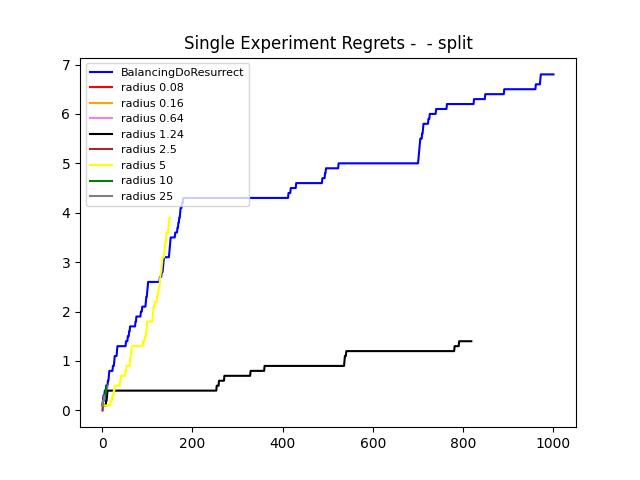 Single Experiment Regrets -  - split
7
6
5
4
3
2
1
0
BalancingDoResurrect
radius 0.08
radius 0.16
radius 0.64
radius 1.24
radius 2.5
radius 5
radius 10
radius 25
0 200 400 600 800 1000